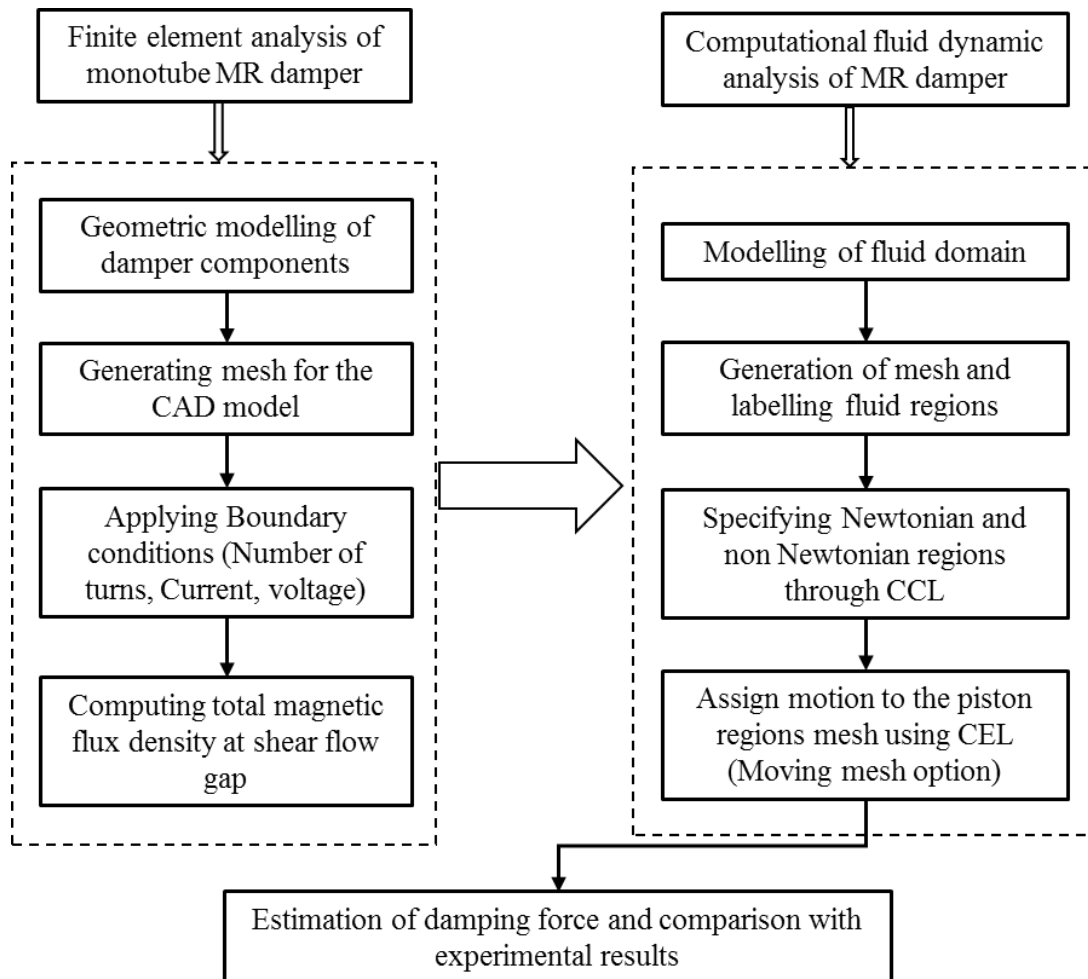 Finite element analysis of
monotube MR damper
Geometric modelling of
damper components
Generating mesh for the
CAD model
Applying Boundary
conditions (Number of
turns, Current, voltage)
Computing total magnetic
flux density at shear flow
gap
Computational fluid dynamic
analysis of MR damper
Modelling of fluid domain
Generation of mesh and
labelling fluid regions
Specifying Newtonian and
non Newtonian regions
through CCL
Assign motion to the piston
regions mesh using CEL
(Moving mesh option)
Estimation of damping force and comparison with
experimental results